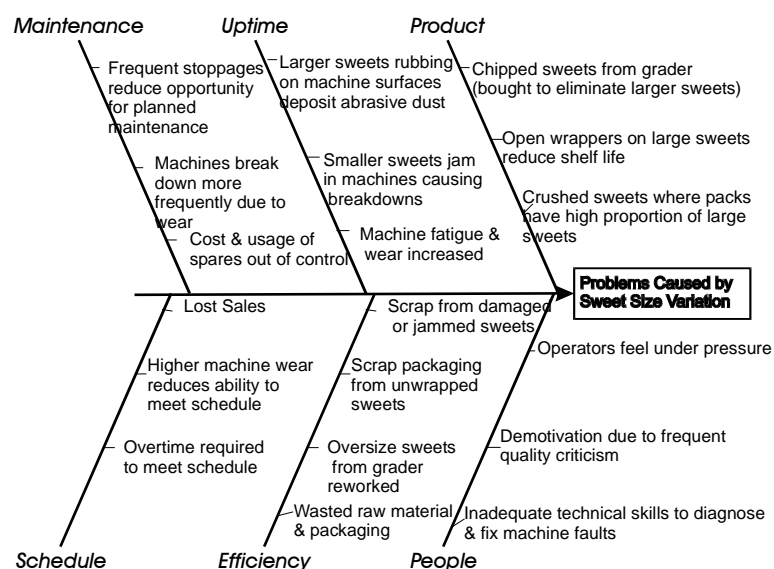 Maintenance
Uptime
Product
Frequent stoppages
reduce opportunity
for planned
maintenance
Machines break
down more
frequently due to
wear
Cost & usage of
spares out of control
Larger sweets rubbing
on machine surfaces
deposit abrasive dust
Smaller sweets jam
in machines causing
breakdowns
Machine fatigue &
wear increased
Chipped sweets from grader
(bought to eliminate larger sweets)
Open wrappers on large sweets
reduce shelf life
Crushed sweets where packs
have high proportion of large
sweets
Problems Caused by
Sweet Size Variation
Lost Sales
Higher machine wear
reduces ability to
meet schedule
Overtime required
to meet schedule
Scrap from damaged
or jammed sweets
Scrap packaging
from unwrapped
sweets
Oversize sweets
from grader
reworked
Wasted raw material
& packaging
Operators feel under pressure
Demotivation due to frequent
quality criticism
Inadequate technical skills to diagnose
& fix machine faults
Schedule
Efficiency
People